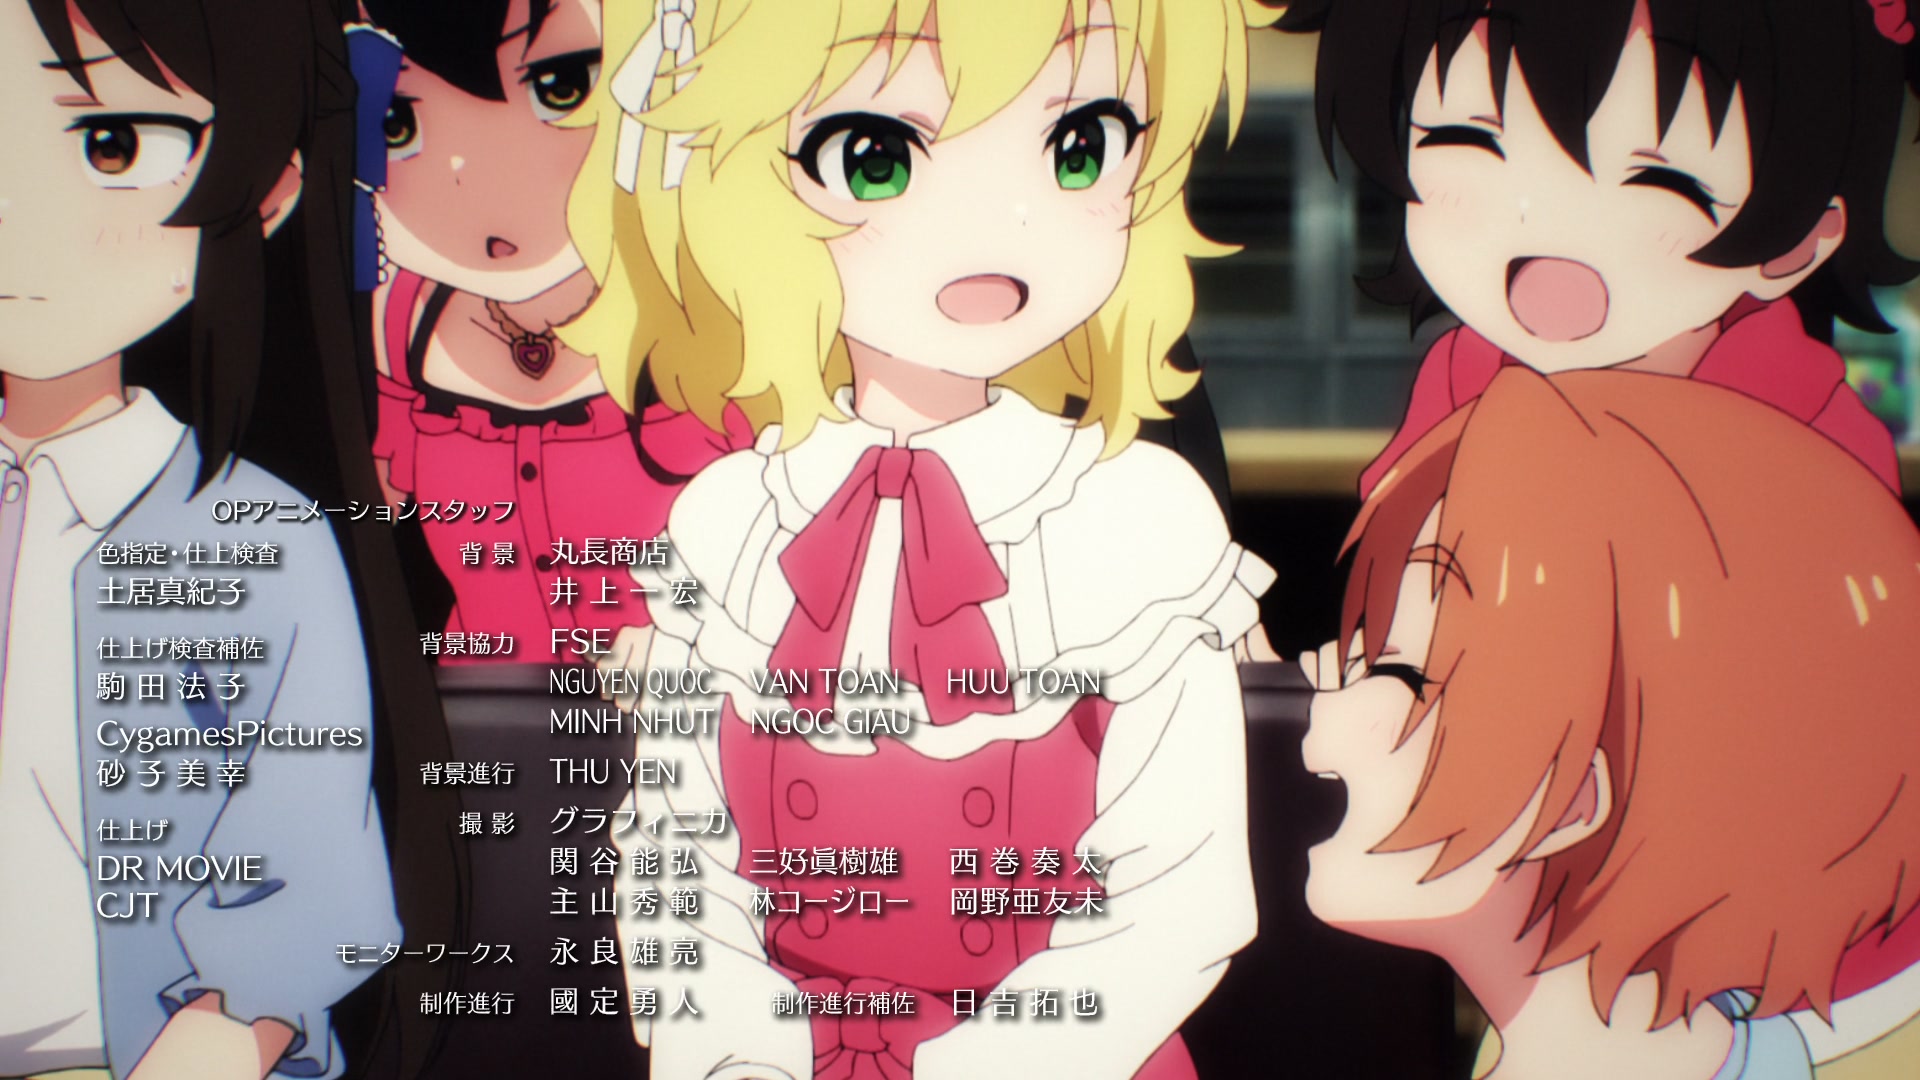 OPアニメーションスタッフ
色指定・仕上検査
土居真紀子
仕上げ検査補佐
駒田法子
CygamesPictures
砂子美幸
仕上げ
DR MOVIE
CJT
背景 丸長商店
井上一宏
背景協力 FSE
NGUYEN QUOC VAN TOAN HUU TOAN
MINH NHUT NGOC GIAU
背景進行 THU YEN
撮影 グラフィニカ
関谷能弘 三好眞樹雄 西巻奏太
主山秀範 林コージロー 岡野亜友未
モニターワークス 永良雄亮
制作進行 國定勇人 制作進行補佐 日吉拓也